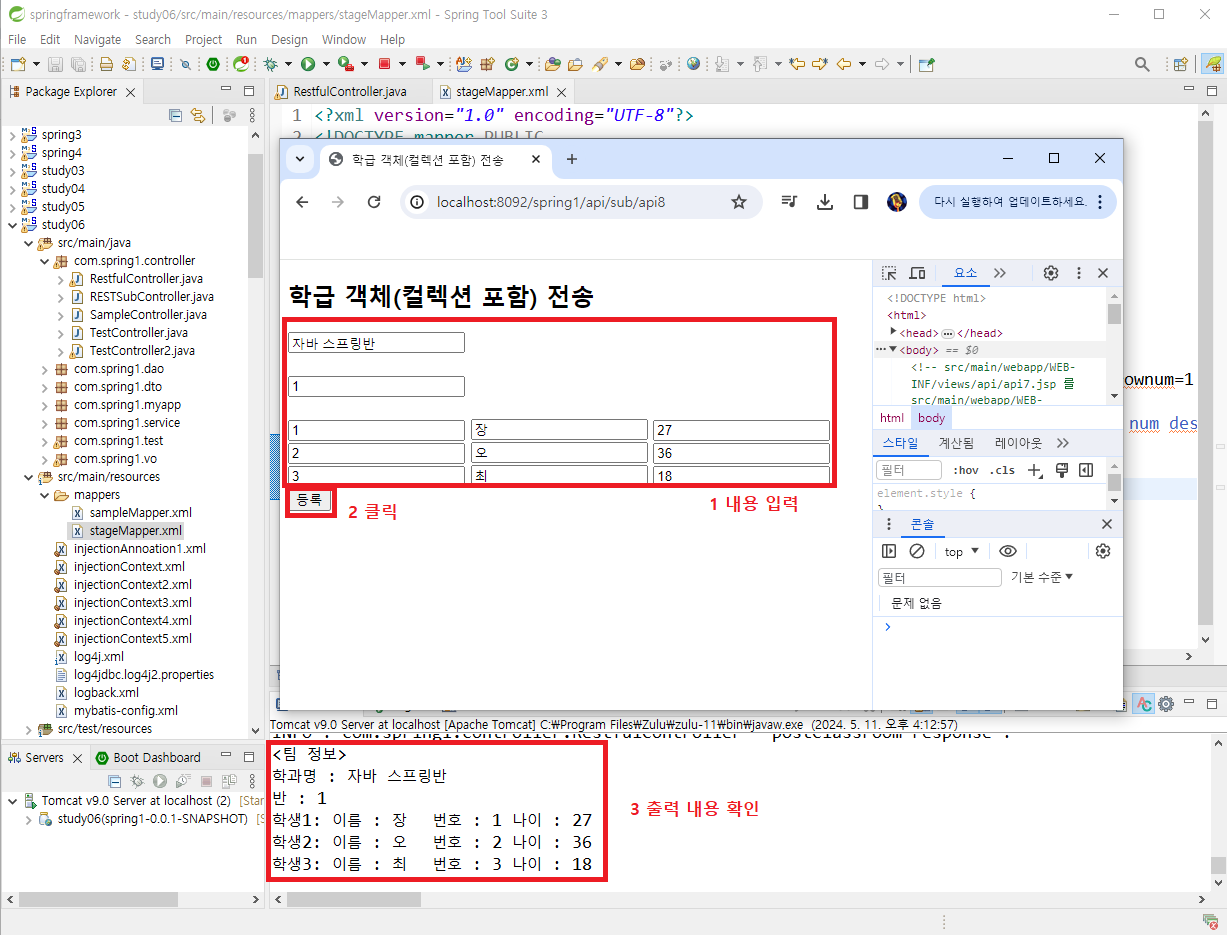 springframework - study06/src/main/resources/mappers/stageMapper.xml - Spring Tool Suite 3
File Edit Navigate Search Project Run Design Window Help
Package Explorer
RestfulController.java
stageMapper.xml
spring3
spring4
study03
study04
study05
study06
src/main/java
com.spring1.controller
RestfulController.java
RESTSubController.java
SampleController.java
TestController.java
TestController2.java
com.spring1.dao
com.spring1.dto
com.spring1.myapp
com.spring1.service
com.spring1.test
com.spring1.vo
src/main/resources
mappers
sampleMapper.xml
stageMapper.xml
injectionAnnoation1.xml
injectionContext.xml
injectionContext2.xml
injectionContext3.xml
injectionContext4.xml
injectionContext5.xml
log4j.xml
log4jdbc.log4j2.properties
logback.xml
mybatis-config.xml
src/test/resources
1 <?xml version="1.0" encoding="UTF-8"?>
2 <!DOCTYPE mapper PUBLIC
ownum=1
num des
학급 객체(컬렉션 포함) 전송
localhost:8092/spring1/api/sub/api8
다시 실행하여 업데이트하세요.
학급 객체(컬렉션 포함) 전송
자바 스프링반
1
1 장 27
2 오 36
3 최 18
등록
2 클릭
1 내용 입력
요소
<!DOCTYPE html>
<html>
<head> </head>
<body> == $0
<!-- src/main/webapp/WEB-
INF/views/api/api7.jsp 를
src/main/webapp/WEB-
html body
스타일 계산됨 레이아웃
필터 :hov .cls
element.style {
}
콘솔
top
필터 기본 수준
문제 없음
Tomcat v9.0 Server at localhost [Apache Tomcat] C:₩Program Files₩Zulu₩zulu-11₩bin₩javaw.exe (2024. 5. 11. 오후 4:12:57)
INFO : com.spring1.controller.RestfulController - postclassroom response .
<팀 정보>
학과명 : 자바 스프링반
반 : 1
학생1: 이름 : 장 번호 : 1 나이 : 27
학생2: 이름 : 오 번호 : 2 나이 : 36
학생3: 이름 : 최 번호 : 3 나이 : 18
3 출력 내용 확인
Servers
Boot Dashboard
Tomcat v9.0 Server at localhost (2) [Star
study06(spring1-0.0.1-SNAPSHOT) [S